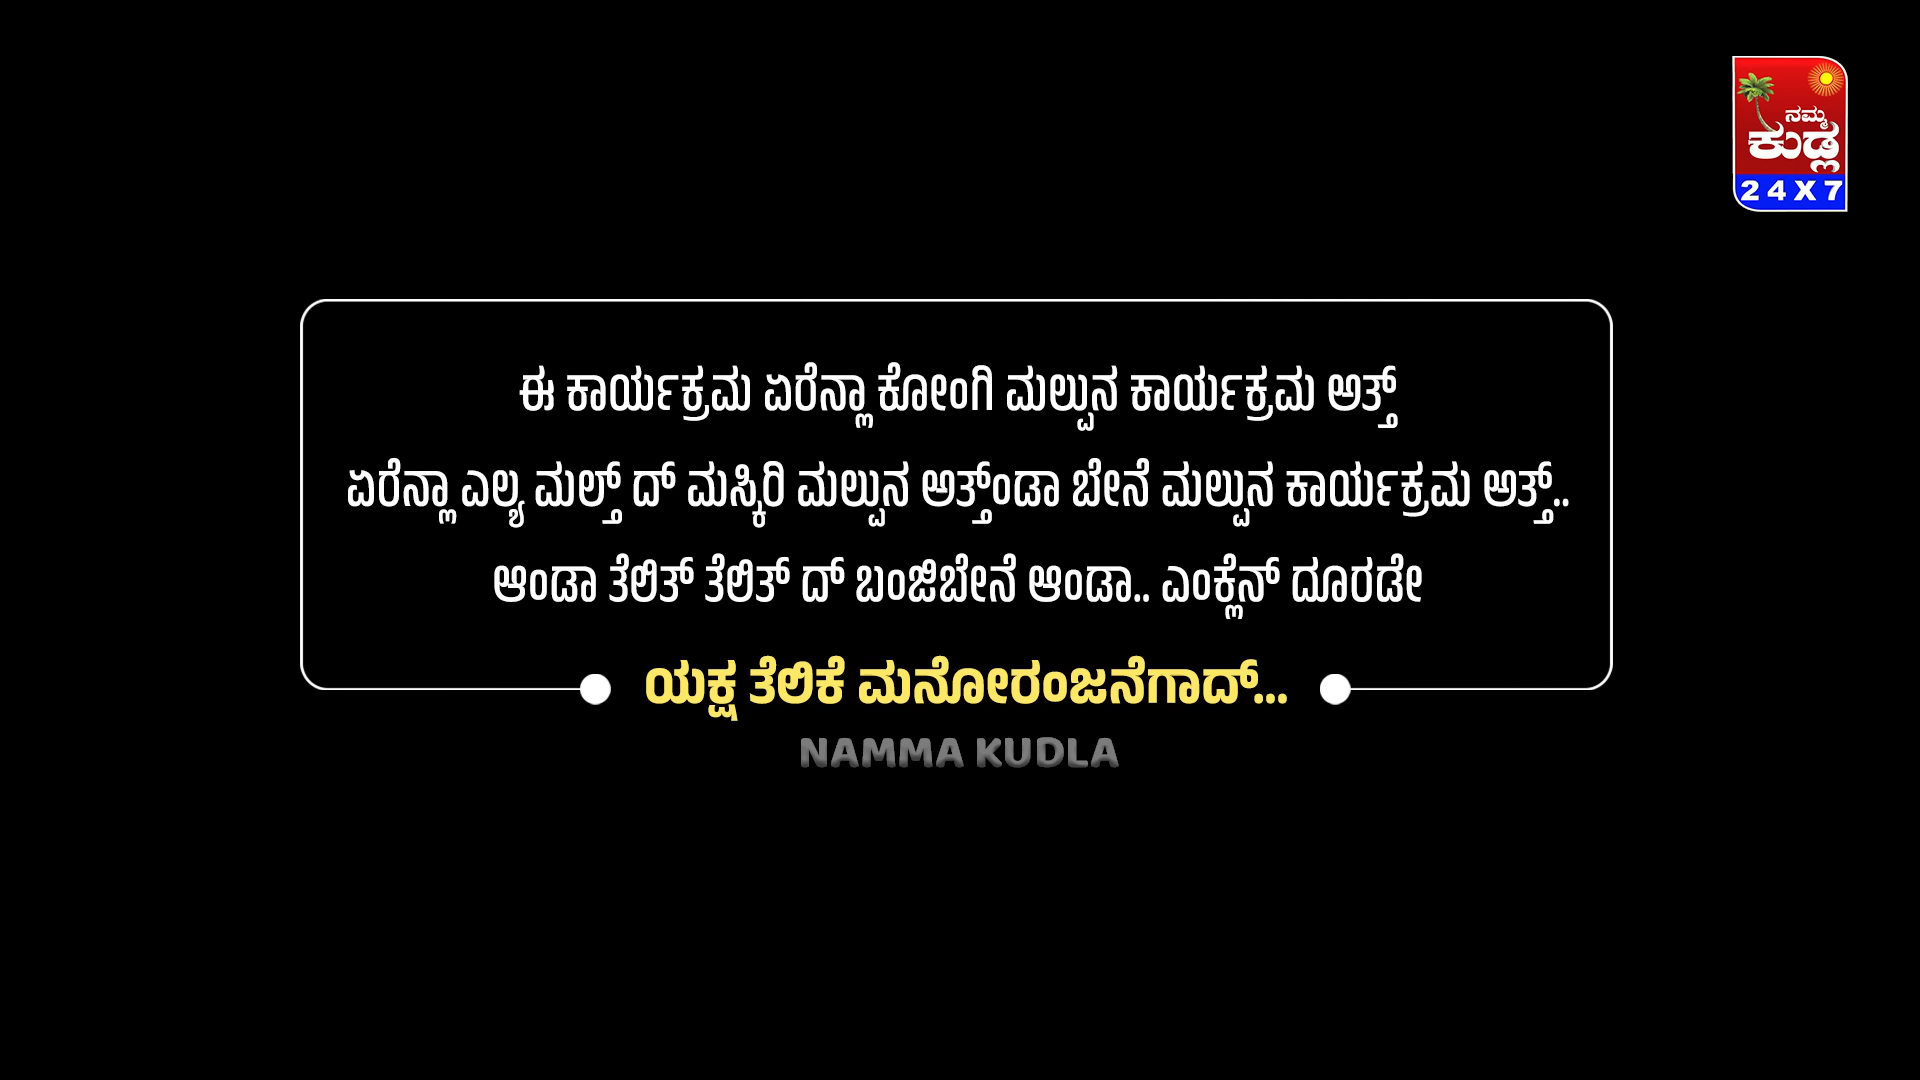 ನಮ್ಮ
ಕುಡ್ಲ
24X7
ಈ ಕಾರ್ಯಕ್ರಮ ಏರೆನ್ಲಾ ಕೋಂಗಿ ಮಲ್ಪುನ ಕಾರ್ಯಕ್ರಮ ಅತ್ತ್
ಏರೆನ್ಲಾ ಎಲ್ಯ ಮಲ್ತ್ ದ್ ಮಸ್ಕಿರಿ ಮಲ್ಪುನ ಅತ್ತ್ಂಡಾ ಬೇನೆ ಮಲ್ಪುನ ಕಾರ್ಯಕ್ರಮ ಅತ್ತ್..
ಆಂಡಾ ತೆಲಿತ್ ತೆಲಿತ್ ದ್ ಬಂಜಿಬೇನೆ ಆಂಡಾ.. ಎಂಕ್ಲೆನ್ ದೂರಡೇ
ಯಕ್ಷ ತೆಲಿಕೆ ಮನೋರಂಜನೆಗಾದ್...
NAMMA KUDLA